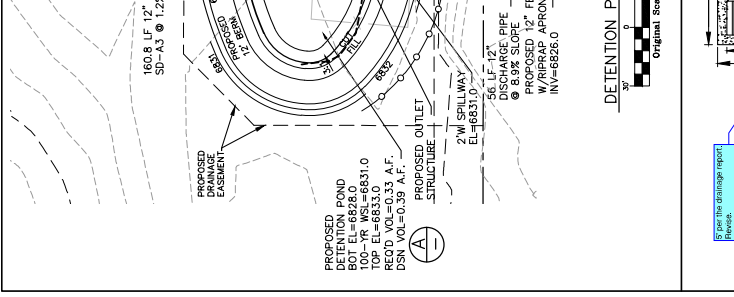 160.8 LF 12"
SD-A3 @ 1.2
6831
PROPOSED
12' BERM
CUT
FILL
6832
PROPOSED
DRAINAGE
EASEMENT
PROPOSED
DETENTION POND
BOT EL=6828.0
100-YR WSL=6831.0
TOP EL=6833.0
REQ'D VOL=0.33 A.F.
DSN VOL=0.39 A.F.
A
PROPOSED OUTLET
STRUCTURE
2'W SPILLWAY
EL=6831.0
56 LF 12"
DISCHARGE PIPE
@ 8.9% SLOPE
PROPOSED 12" FE
W/RIPRAP APRON
INV=6826.0
DETENTION P
30'
0
Original Sca
5' per the drainage report.
Revise.